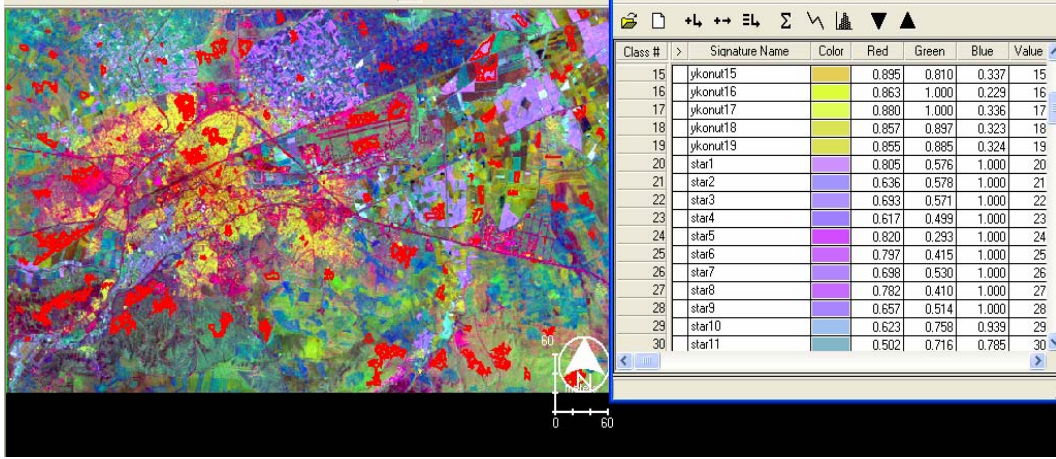 Class # > Signature Name Color Red Green Blue Value
15 ykonut15 0.895 0.810 0.337 15
16 ykonut16 0.863 1.000 0.229 16
17 ykonut17 0.880 1.000 0.336 17
18 ykonut18 0.857 0.897 0.323 18
19 ykonut19 0.855 0.885 0.324 19
20 star1 0.805 0.576 1.000 20
21 star2 0.636 0.578 1.000 21
22 star3 0.693 0.571 1.000 22
23 star4 0.617 0.499 1.000 23
24 star5 0.820 0.293 1.000 24
25 star6 0.797 0.415 1.000 25
26 star7 0.698 0.530 1.000 26
27 star8 0.782 0.410 1.000 27
28 star9 0.657 0.514 1.000 28
29 star10 0.623 0.758 0.939 29
30 star11 0.502 0.716 0.785 30
60
N
0 60